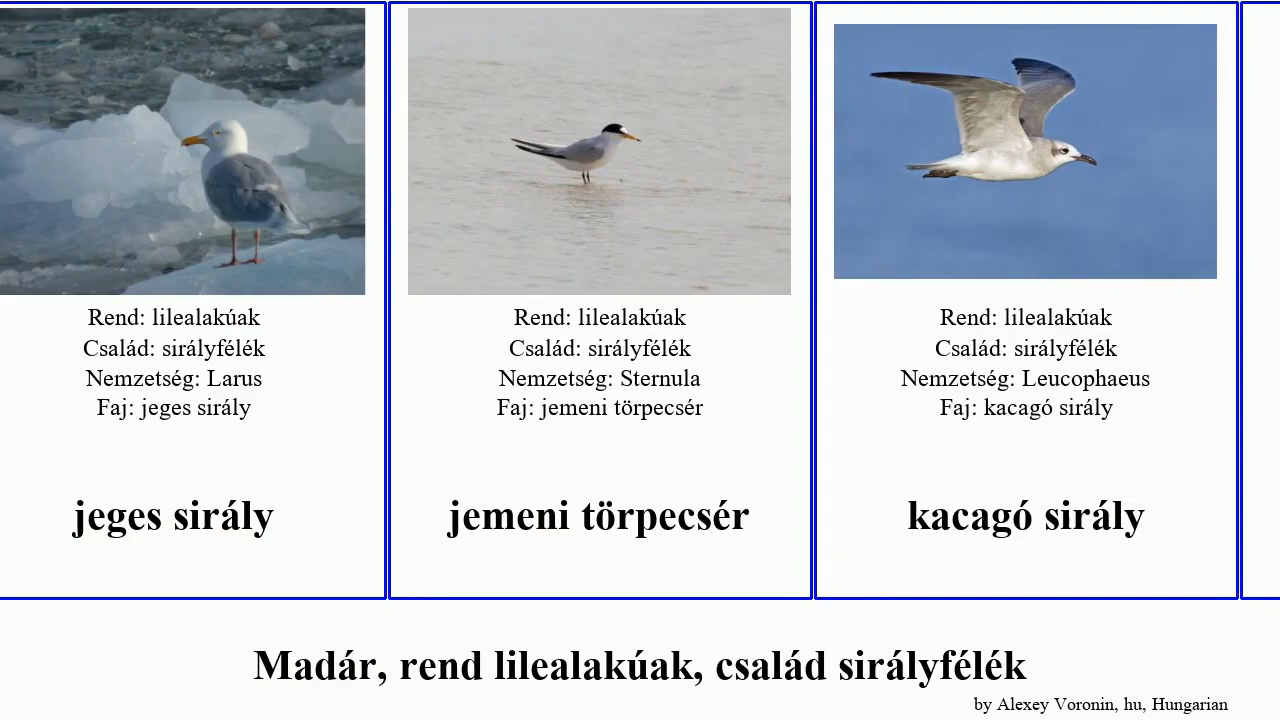 Rend: lilealakúak
Család: sirályfélék
Nemzetség: Larus
Faj: jeges sirály
jeges sirály
Rend: lilealakúak
Család: sirályfélék
Nemzetség: Sternula
Faj: jemeni törpecsér
jemeni törpecsér
Rend: lilealakúak
Család: sirályfélék
Nemzetség: Leucophaeus
Faj: kacagó sirály
kacagó sirály
Madár, rend lilealakúak, család sirályfélék
by Alexey Voronin, hu, Hungarian